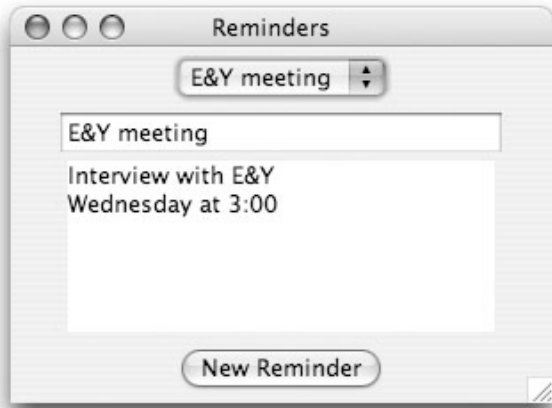 Reminders
E&Y meeting
E&Y meeting
Interview with E&Y
Wednesday at 3:00
New Reminder